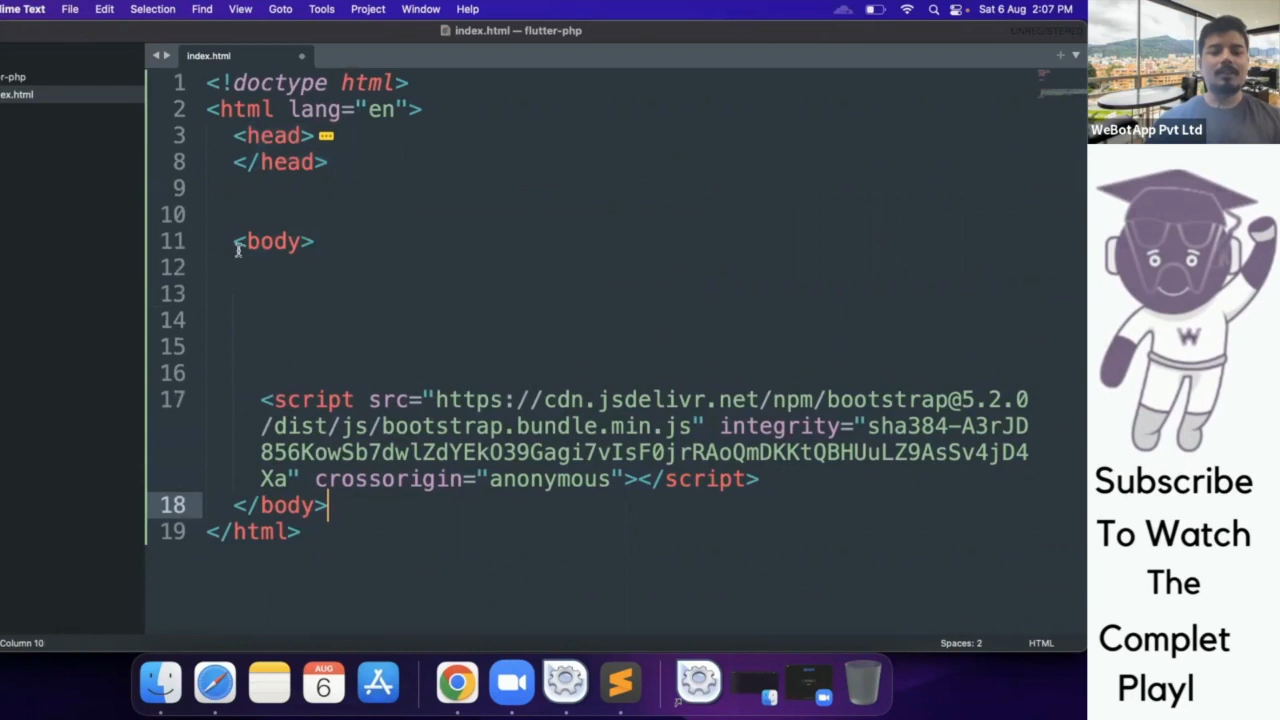 lime Text File Edit Selection Find View Goto Tools Project Window Help Sat 6 Aug 2:07 PM
index.html — flutter-php
r-php
ex.html
index.html
1 <!doctype html>
2 <html lang="en">
3 <head>
8 </head>
9
10
11 <body>
12
13
14
15
16
17 <script src="https://cdn.jsdelivr.net/npm/bootstrap@5.2.0
/dist/js/bootstrap.bundle.min.js" integrity="sha384-A3rJD
856KowSb7dwlZdYEkO39Gagi7vIsF0jrRAoQmDKKtQBHUuLZ9AsSv4jD4
Xa" crossorigin="anonymous"></script>
18 </body>
19 </html>
Column 10 Spaces: 2 HTML
AUG
6
WeBotApp Pvt Ltd
W
Subscribe
To Watch
The
Complet
Play!